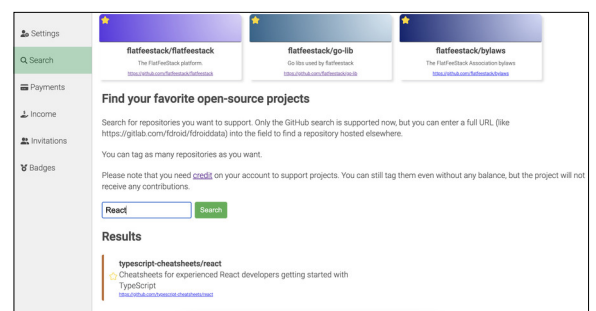 Settings
Search
Payments
Income
Invitations
Badges
flatfeestack/flatfeestack
The FlatFeeStack platform.
https://github.com/flatfeestack/flatfeestack
flatfeestack/go-lib
Go libs used by flatfeestack
https://github.com/flatfeestack/go-lib
flatfeestack/bylaws
The FlatFeeStack Association bylaws
https://github.com/flatfeestack/bylaws
Find your favorite open-source projects
Search for repositories you want to support. Only the GitHub search is supported now, but you can enter a full URL (like
https://gitlab.com/fdroid/fdroiddata) into the field to find a repository hosted elsewhere.
You can tag as many repositories as you want.
Please note that you need credit on your account to support projects. You can still tag them even without any balance, but the project will not
receive any contributions.
React
Search
Results
typescript-cheatsheets/react
Cheatsheets for experienced React developers getting started with
TypeScript
https://github.com/typescript-cheatsheets/react